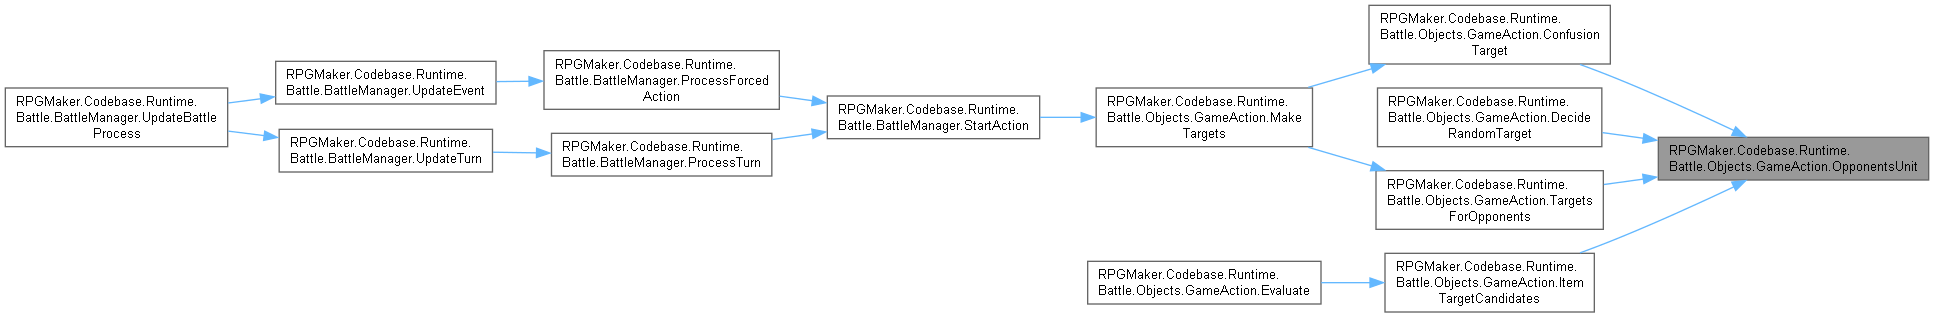 RPGMaker.Codebase.Runtime.
Battle.BattleManager.UpdateBattle
Process
RPGMaker.Codebase.Runtime.
Battle.BattleManager.UpdateEvent
RPGMaker.Codebase.Runtime.
Battle.BattleManager.UpdateTurn
RPGMaker.Codebase.Runtime.
Battle.BattleManager.ProcessForced
Action
RPGMaker.Codebase.Runtime.
Battle.BattleManager.ProcessTurn
RPGMaker.Codebase.Runtime.
Battle.BattleManager.StartAction
RPGMaker.Codebase.Runtime.
Battle.Objects.GameAction.Make
Targets
RPGMaker.Codebase.Runtime.
Battle.Objects.GameAction.Evaluate
RPGMaker.Codebase.Runtime.
Battle.Objects.GameAction.Confusion
Target
RPGMaker.Codebase.Runtime.
Battle.Objects.GameAction.Decide
RandomTarget
RPGMaker.Codebase.Runtime.
Battle.Objects.GameAction.Targets
ForOpponents
RPGMaker.Codebase.Runtime.
Battle.Objects.GameAction.Item
TargetCandidates
RPGMaker.Codebase.Runtime.
Battle.Objects.GameAction.OpponentsUnit